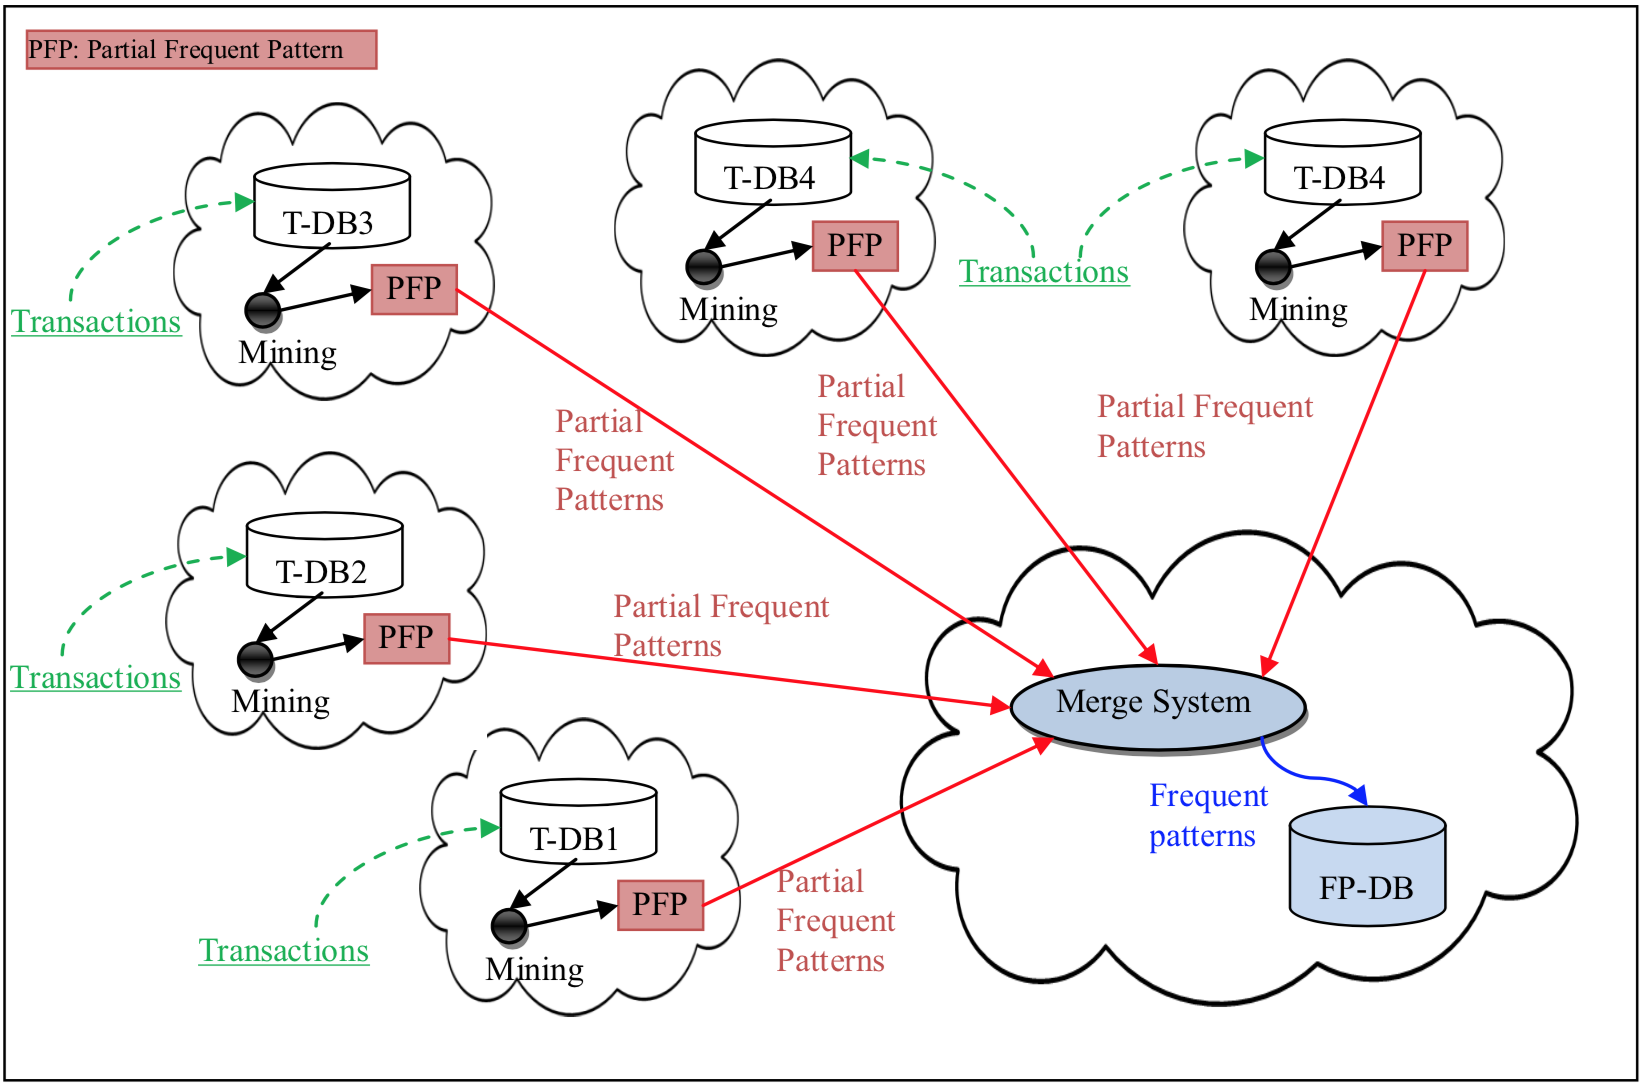 PFP: Partial Frequent Pattern
T-DB3
PFP
Mining
Transactions
T-DB4
PFP
Mining
Transactions
T-DB4
PFP
Mining
Partial
Frequent
Patterns
Partial
Frequent
Patterns
Partial Frequent
Patterns
T-DB2
PFP
Mining
Transactions
Partial Frequent
Patterns
Merge System
Frequent
patterns
FP-DB
T-DB1
PFP
Mining
Transactions
Partial
Frequent
Patterns